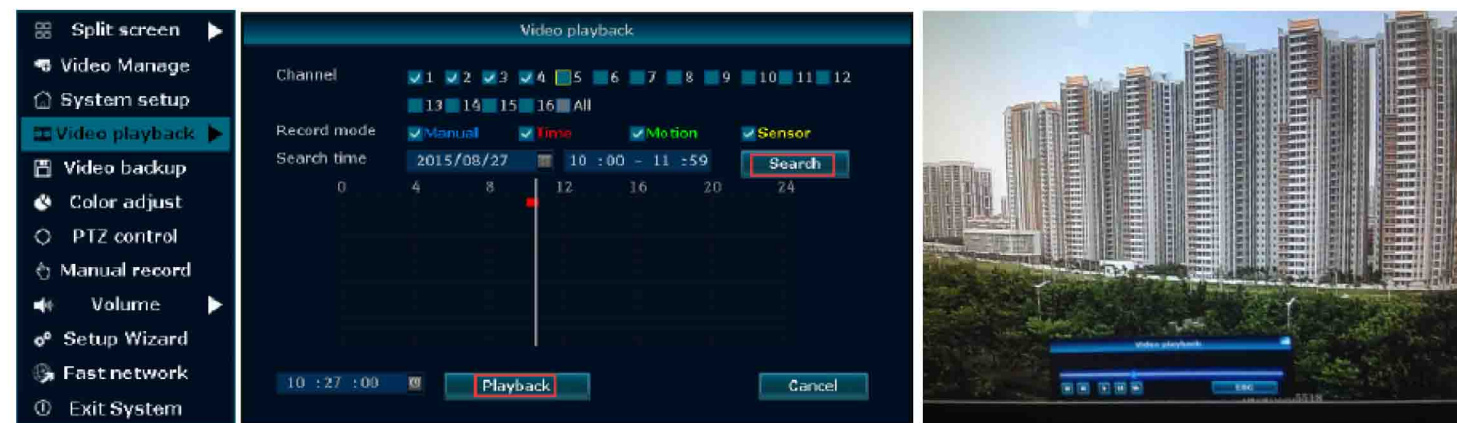 Split screen
Video Manage
System setup
Video playback
Video backup
Color adjust
PTZ control
Manual record
Volume
Setup Wizard
Fast network
Exit System
Video playback
Channel 1 2 3 4 5 6 7 8 9 10 11 12
13 14 15 16 All
Record mode Manual Time Motion Sensor
Search time 2015/08/27 10 :00 - 11 :59 Search
0 4 8 12 16 20 24
10 :27 :00 Playback Cancel
Video playback
ESC
5518